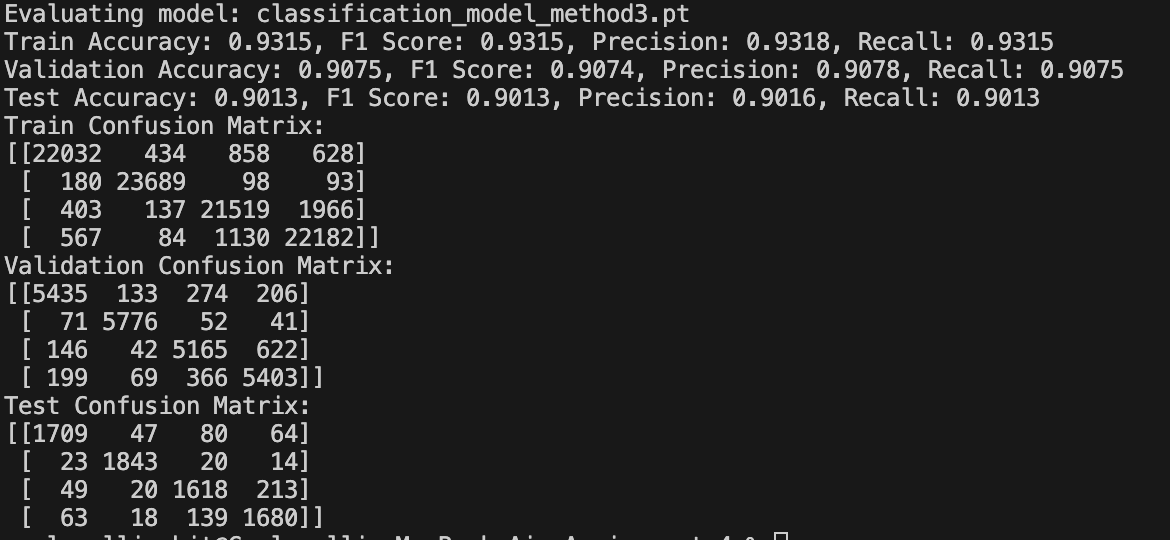 Evaluating model: classification_model_method3.pt
Train Accuracy: 0.9315, F1 Score: 0.9315, Precision: 0.9318, Recall: 0.9315
Validation Accuracy: 0.9075, F1 Score: 0.9074, Precision: 0.9078, Recall: 0.9075
Test Accuracy: 0.9013, F1 Score: 0.9013, Precision: 0.9016, Recall: 0.9013
Train Confusion Matrix:
[[22032   434   858   628]
 [  180 23689    98    93]
 [  403   137 21519  1966]
 [  567    84  1130 22182]]
Validation Confusion Matrix:
[[5435  133  274  206]
 [  71 5776   52   41]
 [ 146   42 5165  622]
 [ 199   69  366 5403]]
Test Confusion Matrix:
[[1709   47   80   64]
 [  23 1843   20   14]
 [  49   20 1618  213]
 [  63   18  139 1680]]